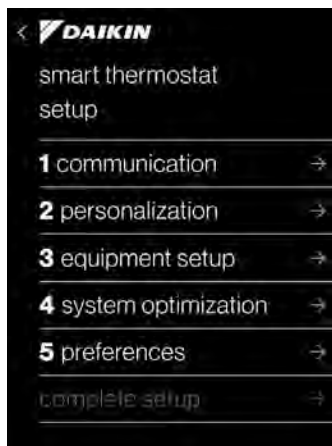 DAIKIN
smart thermostat
setup
1 communication
2 personalization
3 equipment setup
4 system optimization
5 preferences
complete setup